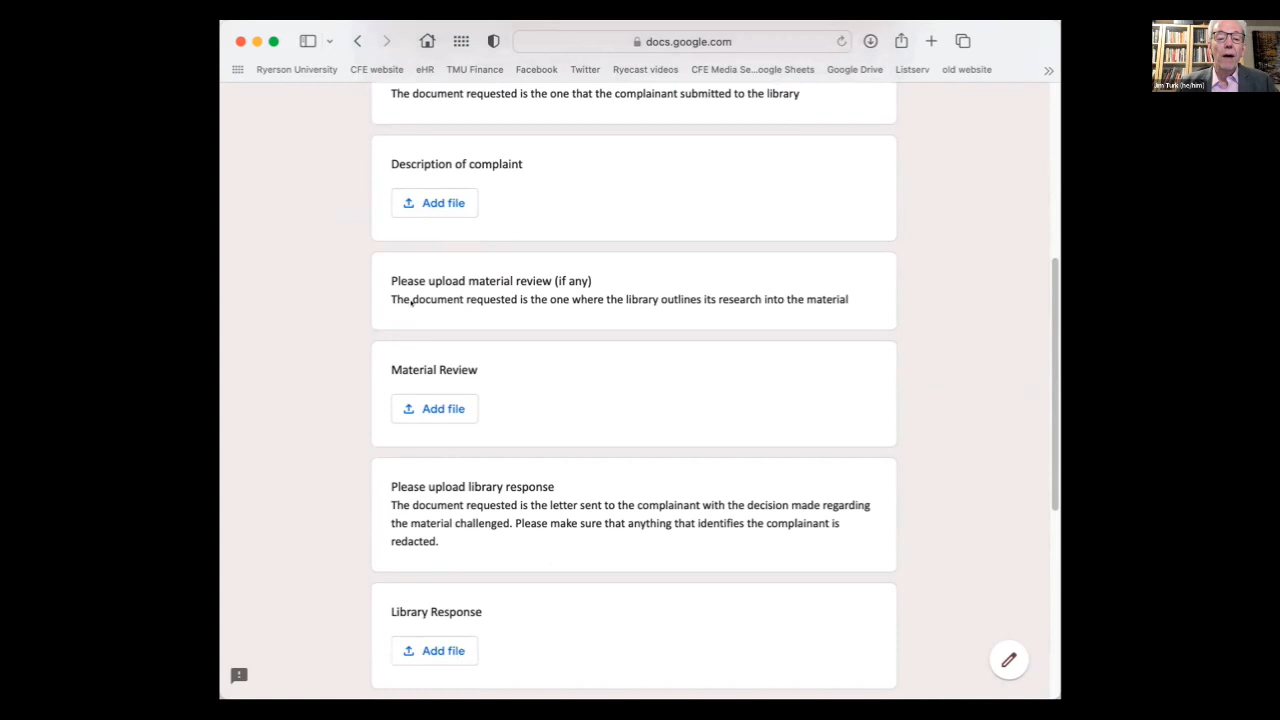 docs.google.com
Ryerson University CFE website eHR TMU Finance Facebook Twitter Ryecast videos CFE Media Se...oogle Sheets Google Drive Listserv old website
Jim Turk (he/him)
The document requested is the one that the complainant submitted to the library
Description of complaint
Add file
Please upload material review (if any)
The document requested is the one where the library outlines its research into the material
Material Review
Add file
Please upload library response
The document requested is the letter sent to the complainant with the decision made regarding
the material challenged. Please make sure that anything that identifies the complainant is
redacted.
Library Response
Add file